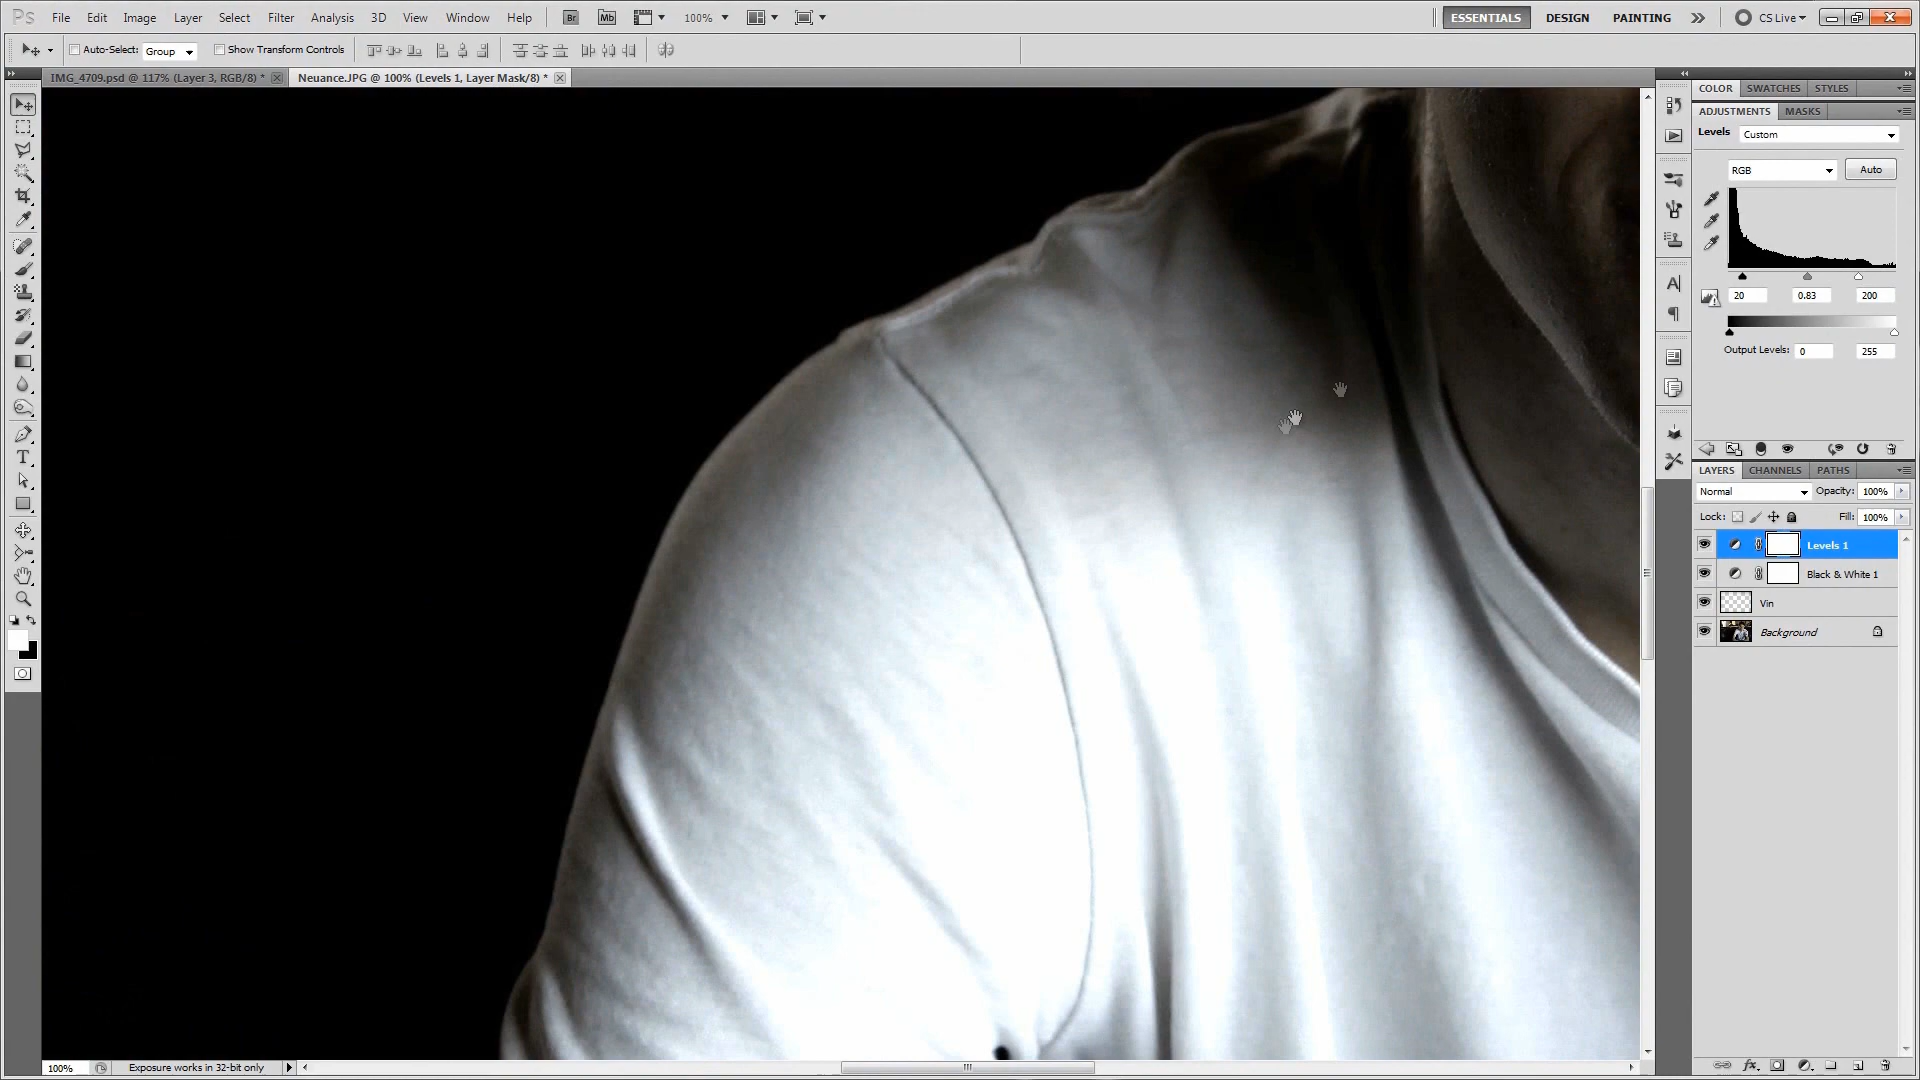 Ps File Edit Image Layer Select Filter Analysis 3D View Window Help Br Mb 100% ESSENTIALS DESIGN PAINTING CS Live
Auto-Select: Group Show Transform Controls
IMG_4709.psd @ 117% (Layer 3, RGB/8) * Neuance.JPG @ 100% (Levels 1, Layer Mask/8) *
COLOR SWATCHES STYLES
ADJUSTMENTS MASKS
Levels Custom
RGB Auto
20 0.83 200
Output Levels: 0 255
LAYERS CHANNELS PATHS
Normal Opacity: 100%
Lock: Fill: 100%
Levels 1
Black & White 1
Vin
Background
100% Exposure works in 32-bit only